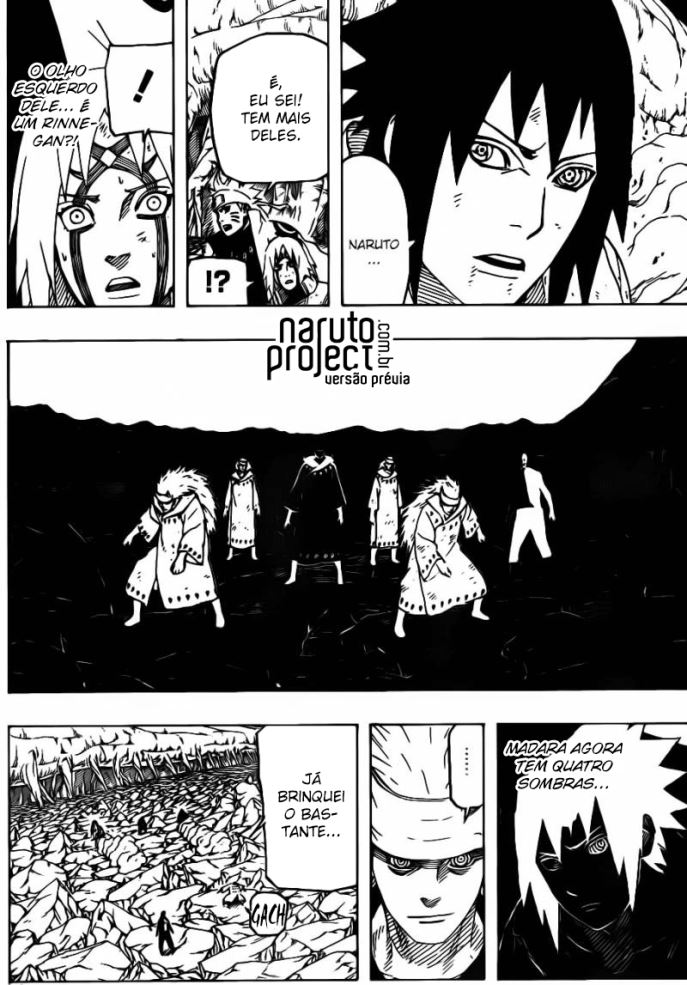 NARUTO
...
É,
EU SEI!
TEM MAIS
DELES.
!?
!
O OLHO
ESQUERDO
DELE... É
UM RINNE-
GAN?!
naruto
project
.com.br
versão prévia
MADARA AGORA
TEM QUATRO
SOMBRAS...
........
JÁ
BRINQUEI
O BAS-
TANTE...
GACH